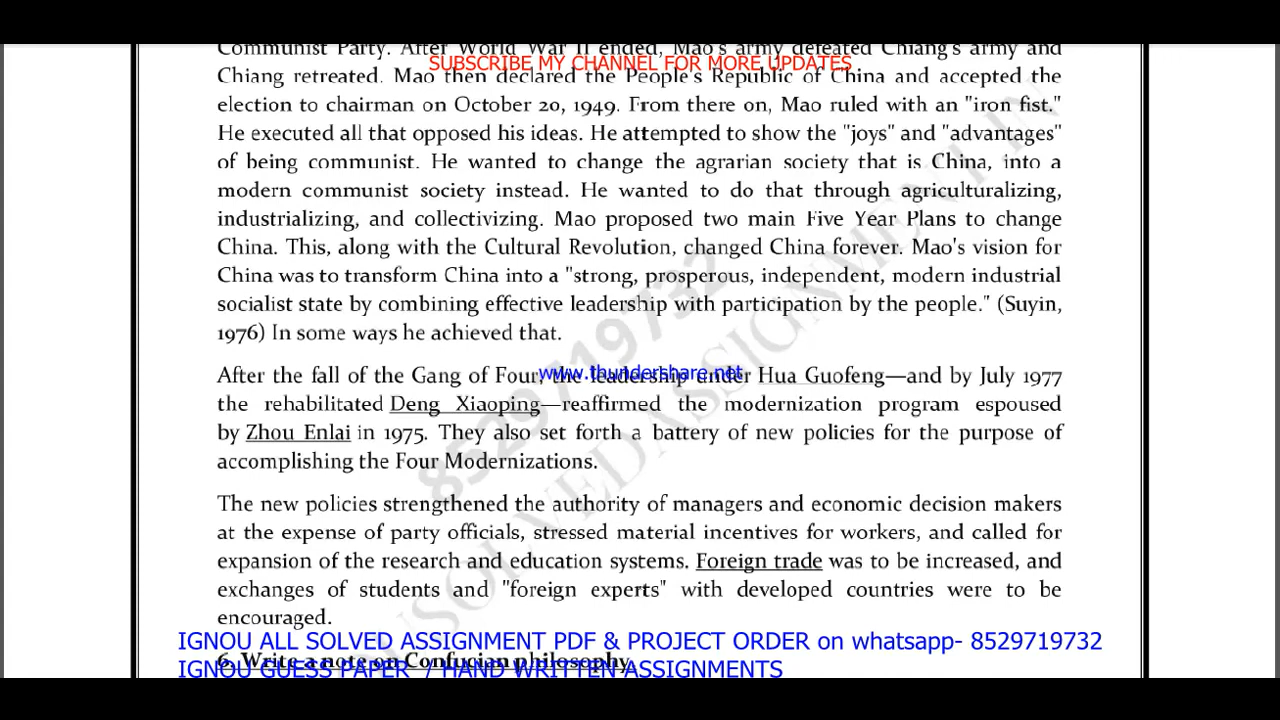 Communist Party. After World War II ended, Mao's army defeated Chiang's army and
SUBSCRIBE MY CHANNEL FOR MORE UPDATES
Chiang retreated. Mao then declared the People's Republic of China and accepted the
election to chairman on October 20, 1949. From there on, Mao ruled with an "iron fist."
He executed all that opposed his ideas. He attempted to show the "joys" and "advantages"
of being communist. He wanted to change the agrarian society that is China, into a
modern communist society instead. He wanted to do that through agriculturalizing,
industrializing, and collectivizing. Mao proposed two main Five Year Plans to change
China. This, along with the Cultural Revolution, changed China forever. Mao's vision for
China was to transform China into a "strong, prosperous, independent, modern industrial
socialist state by combining effective leadership with participation by the people." (Suyin,
1976) In some ways he achieved that.
After the fall of the Gang of Four, the leadership under Hua Guofeng—and by July 1977
www.thundershare.net
the rehabilitated Deng Xiaoping—reaffirmed the modernization program espoused
by Zhou Enlai in 1975. They also set forth a battery of new policies for the purpose of
accomplishing the Four Modernizations.
The new policies strengthened the authority of managers and economic decision makers
at the expense of party officials, stressed material incentives for workers, and called for
expansion of the research and education systems. Foreign trade was to be increased, and
exchanges of students and "foreign experts" with developed countries were to be
encouraged.
IGNOU ALL SOLVED ASSIGNMENT PDF & PROJECT ORDER on whatsapp- 8529719732
6. Write a note on Confucian philosophy.
IGNOU GUESS PAPER / HAND WRITTEN ASSIGNMENTS
8529719732